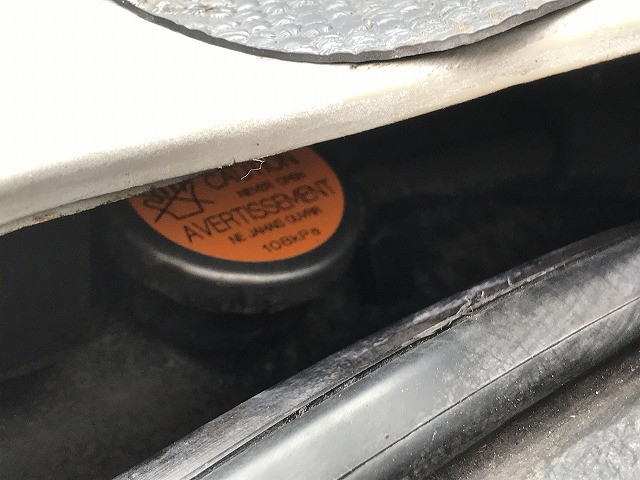 CAUTION
NEVER OPEN
AVERTISSEMENT
NE JAMAIS OUVRIR
108kPa